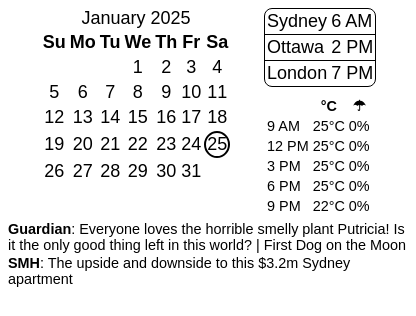 January 2025
Su Mo Tu We Th Fr Sa
1 2 3 4
5 6 7 8 9 10 11
12 13 14 15 16 17 18
19 20 21 22 23 24 25
26 27 28 29 30 31
Sydney 6 AM
Ottawa 2 PM
London 7 PM
°C ☂
9 AM 25°C 0%
12 PM 25°C 0%
3 PM 25°C 0%
6 PM 25°C 0%
9 PM 22°C 0%
Guardian: Everyone loves the horrible smelly plant Putricia! Is
it the only good thing left in this world? | First Dog on the Moon
SMH: The upside and downside to this $3.2m Sydney
apartment